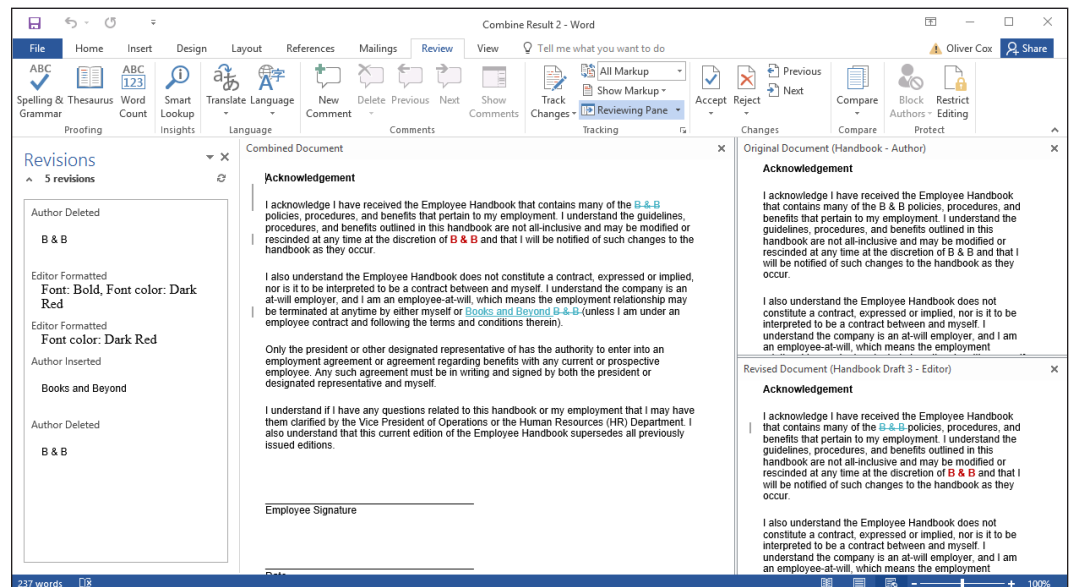 Combine Result 2 - Word
File Home Insert Design Layout References Mailings Review View Tell me what you want to do Oliver Cox Share
ABC ABC 123
Spelling & Grammar Thesaurus Word Count Smart Lookup Translate Language New Comment Delete Previous Next Show Comments Track Changes All Markup Show Markup Reviewing Pane Accept Reject Previous Next Compare Block Authors Restrict Editing
Proofing Insights Language Comments Tracking Changes Compare Protect
Revisions
5 revisions
Author Deleted
B & B
Editor Formatted
Font: Bold, Font color: Dark
Red
Editor Formatted
Font color: Dark Red
Author Inserted
Books and Beyond
Author Deleted
B & B
Combined Document
Acknowledgement
I acknowledge I have received the Employee Handbook that contains many of the B & B
policies, procedures, and benefits that pertain to my employment. I understand the guidelines,
procedures, and benefits outlined in this handbook are not all-inclusive and may be modified or
rescinded at any time at the discretion of B & B and that I will be notified of such changes to the
handbook as they occur.
I also understand the Employee Handbook does not constitute a contract, expressed or implied,
nor is it to be interpreted to be a contract between and myself. I understand the company is an
at-will employer, and I am an employee-at-will, which means the employment relationship may
be terminated at anytime by either myself or Books and Beyond B & B (unless I am under an
employee contract and following the terms and conditions therein).
Only the president or other designated representative of has the authority to enter into an
employment agreement or agreement regarding benefits with any current or prospective
employee. Any such agreement must be in writing and signed by both the president or
designated representative and myself.
I understand if I have any questions related to this handbook or my employment that I may have
them clarified by the Vice President of Operations or the Human Resources (HR) Department. I
also understand that this current edition of the Employee Handbook supersedes all previously
issued editions.
Employee Signature
Original Document (Handbook - Author)
Acknowledgement
I acknowledge I have received the Employee Handbook
that contains many of the B & B policies, procedures, and
benefits that pertain to my employment. I understand the
guidelines, procedures, and benefits outlined in this
handbook are not all-inclusive and may be modified or
rescinded at any time at the discretion of B & B and that I
will be notified of such changes to the handbook as they
occur.
I also understand the Employee Handbook does not
constitute a contract, expressed or implied, nor is it to be
interpreted to be a contract between and myself. I
understand the company is an at-will employer, and I am
an employee-at-will, which means the employment
Revised Document (Handbook Draft 3 - Editor)
Acknowledgement
I acknowledge I have received the Employee Handbook
that contains many of the B & B policies, procedures, and
benefits that pertain to my employment. I understand the
guidelines, procedures, and benefits outlined in this
handbook are not all-inclusive and may be modified or
rescinded at any time at the discretion of B & B and that I
will be notified of such changes to the handbook as they
occur.
I also understand the Employee Handbook does not
constitute a contract, expressed or implied, nor is it to be
interpreted to be a contract between and myself. I
understand the company is an at-will employer, and I am
an employee-at-will, which means the employment
237 words 100%